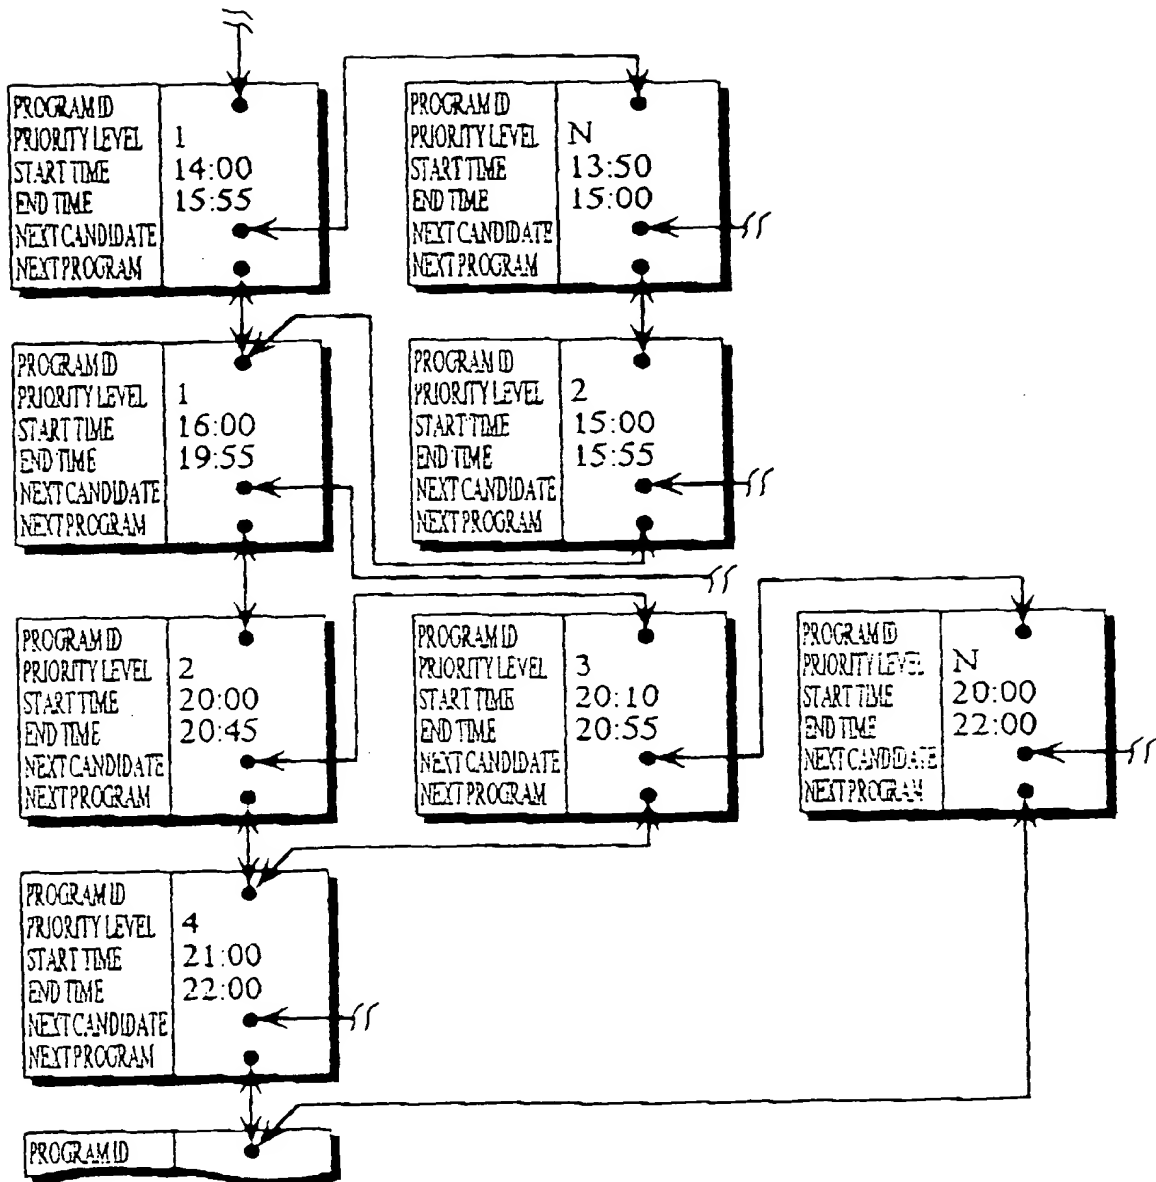 PROGRAM ID
PRIORITY LEVEL 1
START TIME 14:00
END TIME 15:55
NEXT CANDIDATE
NEXT PROGRAM
PROGRAM ID
PRIORITY LEVEL N
START TIME 13:50
END TIME 15:00
NEXT CANDIDATE
NEXT PROGRAM
PROGRAM ID
PRIORITY LEVEL 1
START TIME 16:00
END TIME 19:55
NEXT CANDIDATE
NEXT PROGRAM
PROGRAM ID
PRIORITY LEVEL 2
START TIME 15:00
END TIME 15:55
NEXT CANDIDATE
NEXT PROGRAM
PROGRAM ID
PRIORITY LEVEL 2
START TIME 20:00
END TIME 20:45
NEXT CANDIDATE
NEXT PROGRAM
PROGRAM ID
PRIORITY LEVEL 3
START TIME 20:10
END TIME 20:55
NEXT CANDIDATE
NEXT PROGRAM
PROGRAM ID
PRIORITY LEVEL N
START TIME 20:00
END TIME 22:00
NEXT CANDIDATE
NEXT PROGRAM
PROGRAM ID
PRIORITY LEVEL 4
START TIME 21:00
END TIME 22:00
NEXT CANDIDATE
NEXT PROGRAM
PROGRAM ID